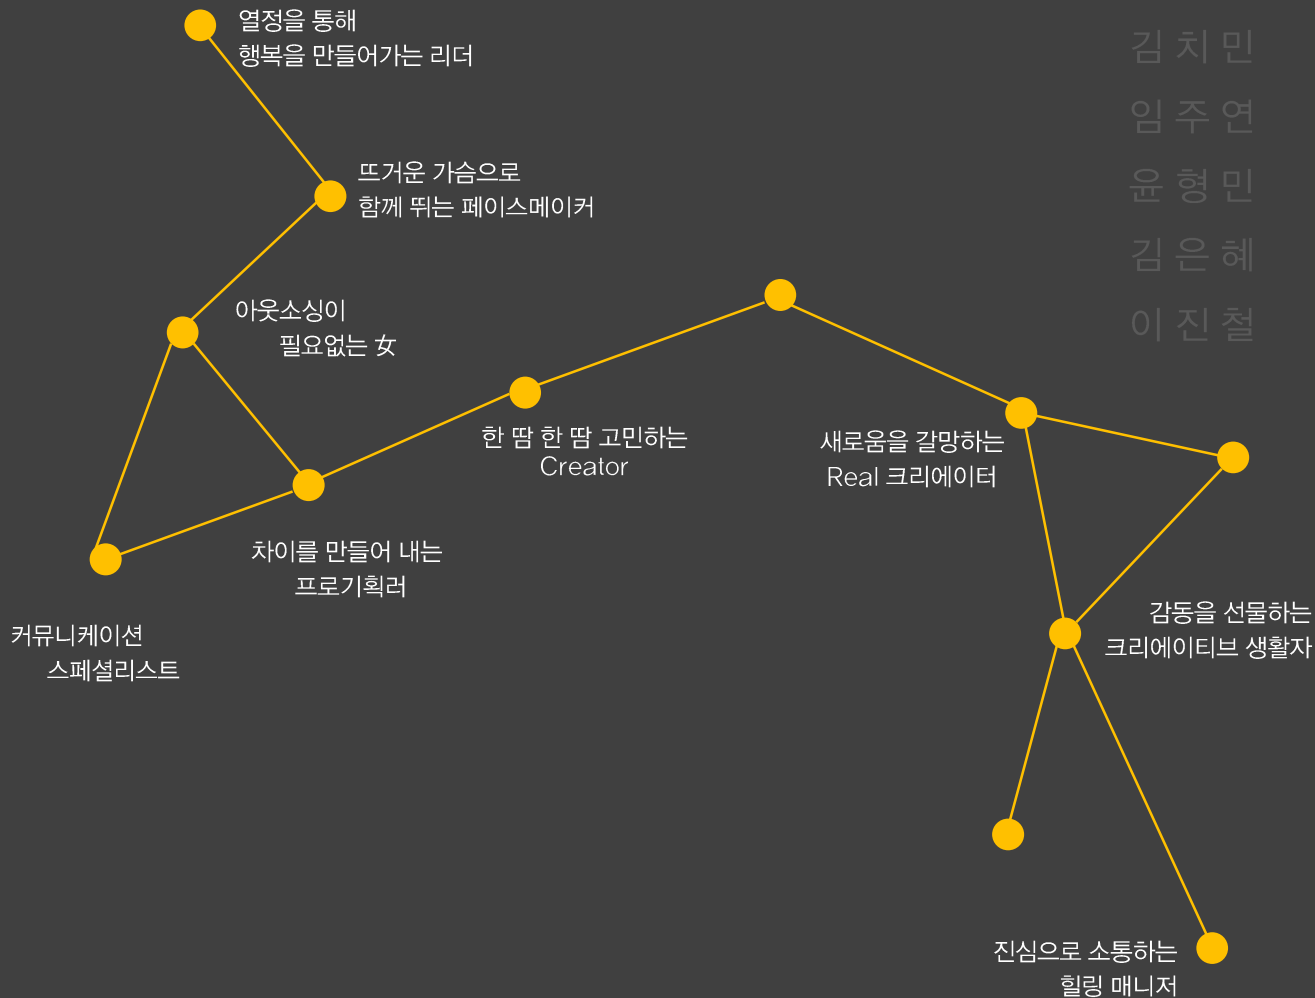 열정을 통해
행복을 만들어가는 리더
김치민
임주연
윤형민
김은혜
이진철
뜨거운 가슴으로
함께 뛰는 페이스메이커
아웃소싱이
필요없는 女
한 땀 한 땀 고민하는
Creator
새로움을 갈망하는
Real 크리에이터
차이를 만들어 내는
프로기획러
커뮤니케이션
스페셜리스트
감동을 선물하는
크리에이티브 생활자
진심으로 소통하는
힐링 매니저